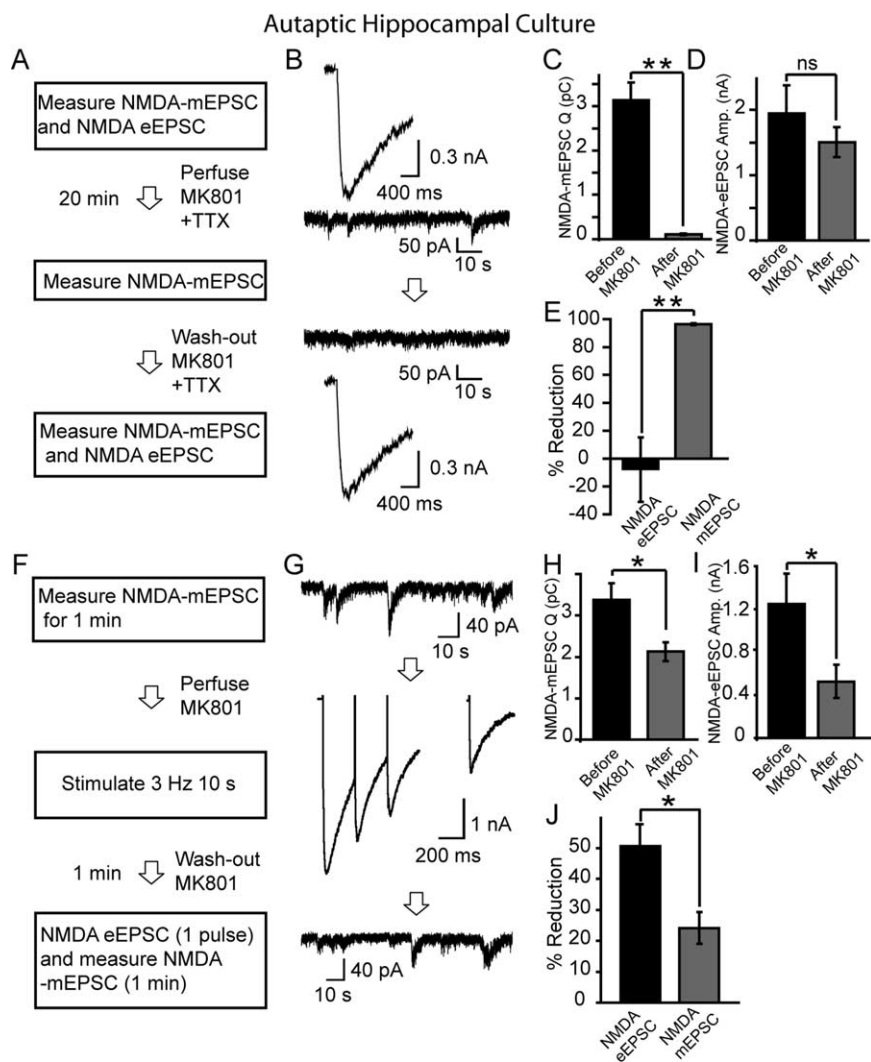 Autaptic Hippocampal Culture
A
Measure NMDA-mEPSC
and NMDA eEPSC
20 min
Perfuse
MK801
+TTX
Measure NMDA-mEPSC
Wash-out
MK801
+TTX
Measure NMDA-mEPSC
and NMDA eEPSC
B
0.3 nA
400 ms
50 pA
10 s
50 pA
10 s
0.3 nA
400 ms
C
NMDA-mEPSC Q (pC)
3
2
1
0
**
Before
MK801
After
MK801
D
NMDA-eEPSC Amp. (nA)
2
1
0
ns
Before
MK801
After
MK801
E
% Reduction
100
80
60
40
20
0
-20
-40
**
NMDA
eEPSC
NMDA
mEPSC
F
Measure NMDA-mEPSC
for 1 min
Perfuse
MK801
Stimulate 3 Hz 10 s
1 min
Wash-out
MK801
NMDA eEPSC (1 pulse)
and measure NMDA
-mEPSC (1 min)
G
40 pA
10 s
1 nA
200 ms
40 pA
10 s
H
NMDA-mEPSC Q (pC)
3
2
1
0
*
Before
MK801
After
MK801
I
NMDA-eEPSC Amp. (nA)
1.6
1.2
0.8
0.4
0
*
Before
MK801
After
MK801
J
% Reduction
50
40
30
20
10
0
*
NMDA
eEPSC
NMDA
mEPSC